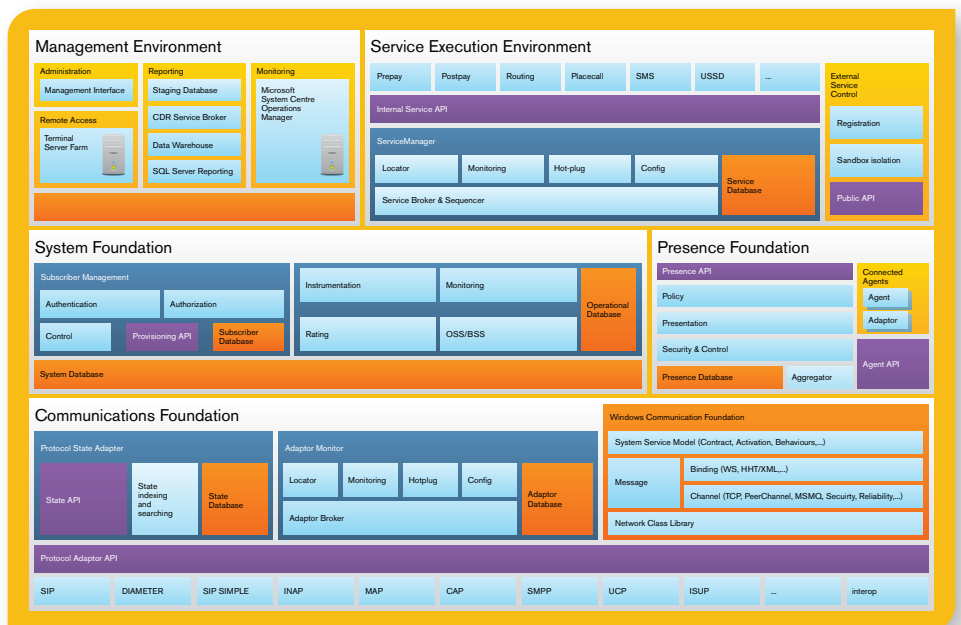 Management Environment
Administration
Management Interface
Remote Access
Terminal
Server Farm
Reporting
Staging Database
CDR Service Broker
Data Warehouse
SQL Server Reporting
Monitoring
Microsoft
System Centre
Operations
Manager
Service Execution Environment
Prepay
Postpay
Routing
Placecall
SMS
USSD
...
Internal Service API
ServiceManager
Locator
Monitoring
Hot-plug
Config
Service Broker & Sequencer
Service
Database
External
Service
Control
Registration
Sandbox isolation
Public API
System Foundation
Subscriber Management
Authentication
Authorization
Control
Provisioning API
Subscriber
Database
Instrumentation
Monitoring
Rating
OSS/BSS
Operational
Database
System Database
Presence Foundation
Presence API
Policy
Presentation
Security & Control
Presence Database
Aggregator
Connected
Agents
Agent
Adaptor
Agent API
Communications Foundation
Protocol State Adapter
State API
State
indexing
and
searching
State
Database
Adaptor Monitor
Locator
Monitoring
Hotplug
Config
Adaptor Broker
Adaptor
Database
Windows Communication Foundation
System Service Model (Contract, Activation, Behaviours,...)
Message
Binding (WS, HHT/XML,...)
Channel (TCP, PeerChannel, MSMQ, Secuirty, Reliability,...)
Network Class Library
Protocol Adaptor API
SIP
DIAMETER
SIP SIMPLE
INAP
MAP
CAP
SMPP
UCP
ISUP
...
interop